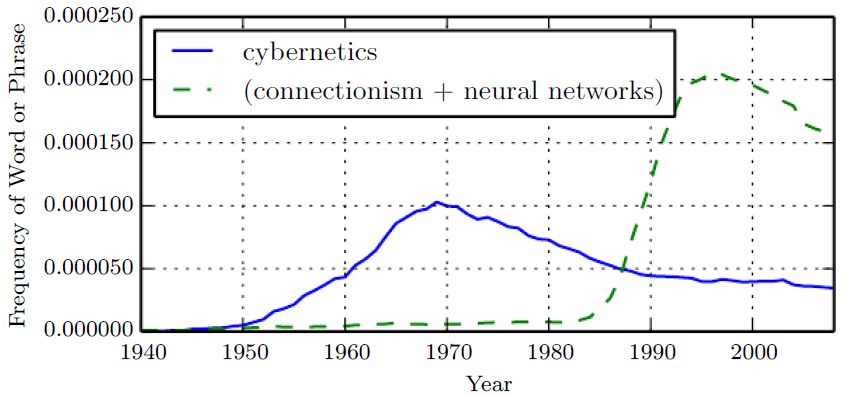 0.000250
0.000200
0.000150
0.000100
0.000050
0.000000
Frequency of Word or Phrase
cybernetics
(connectionism + neural networks)
1940 1950 1960 1970 1980 1990 2000
Year